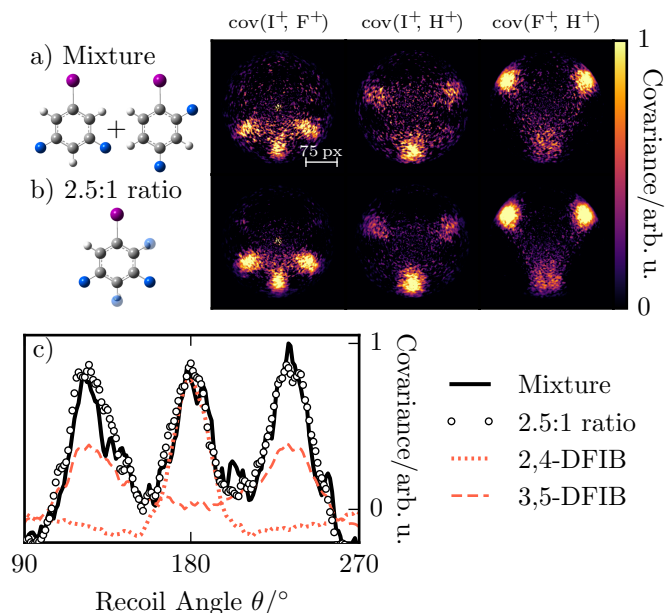 cov(I⁺, F⁺) cov(I⁺, H⁺) cov(F⁺, H⁺)
a) Mixture
+
75 px
b) 2.5:1 ratio
1
Covariance/arb. u.
0
c)
1
0
Covariance/arb. u.
90 180 270
Recoil Angle θ/°
Mixture
2.5:1 ratio
2,4-DFIB
3,5-DFIB